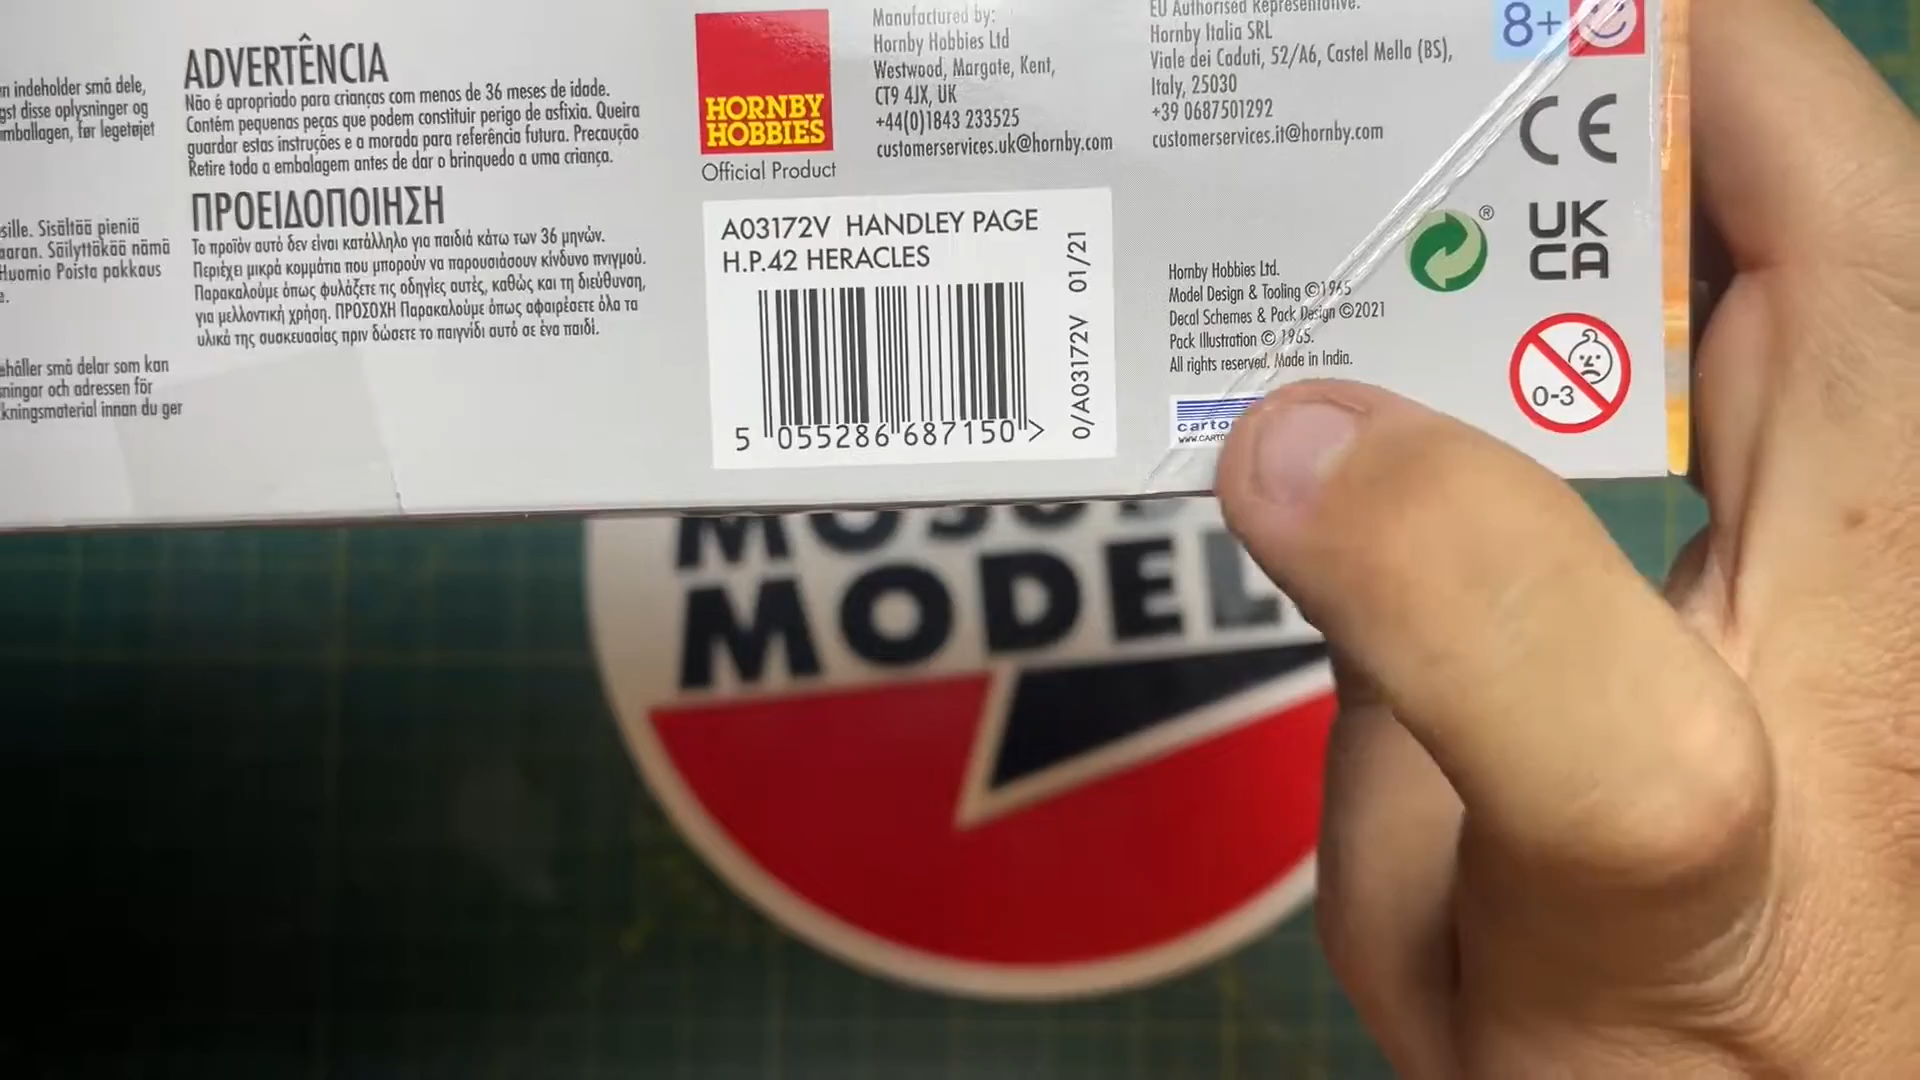 n indeholder små dele,
gst disse oplysninger og
mballagen, før legetøjet
sille. Sisältää pieniä
aaran. Säilyttäkää nämä
Huomio Poista pakkaus
e.
ehåller små delar som kan
ningar och adressen för
kningsmaterial innan du ger
ADVERTÊNCIA
Não é apropriado para crianças com menos de 36 meses de idade.
Contém pequenas peças que podem constituir perigo de asfixia. Queira
guardar estas instruções e a morada para referência futura. Precaução
Retire toda a embalagem antes de dar o brinquedo a uma criança.
ΠΡΟΕΙΔΟΠΟΙΗΣΗ
Το προϊόν αυτό δεν είναι κατάλληλο για παιδιά κάτω των 36 μηνών.
Περιέχει μικρά κομμάτια που μπορούν να παρουσιάσουν κίνδυνο πνιγμού.
Παρακαλούμε όπως φυλάξετε τις οδηγίες αυτές, καθώς και τη διεύθυνση,
για μελλοντική χρήση. ΠΡΟΣΟΧΗ Παρακαλούμε όπως αφαιρέσετε όλα τα
υλικά της συσκευασίας πριν δώσετε το παιγνίδι αυτό σε ένα παιδί.
HORNBY
HOBBIES
Official Product
Manufactured by:
Hornby Hobbies Ltd
Westwood, Margate, Kent,
CT9 4JX, UK
+44(0)1843 233525
customerservices.uk@hornby.com
EU Authorised Representative.
Hornby Italia SRL
Viale dei Caduti, 52/A6, Castel Mella (BS),
Italy, 25030
+39 0687501292
customerservices.it@hornby.com
8+
CE
A03172V HANDLEY PAGE
H.P.42 HERACLES
5 055286 687150 >
0/A03172V 01/21
Hornby Hobbies Ltd.
Model Design & Tooling ©1965
Decal Schemes & Pack Design ©2021
Pack Illustration © 1965.
All rights reserved. Made in India.
carto
www.CARTO
®
UK
CA
0-3
MODEL